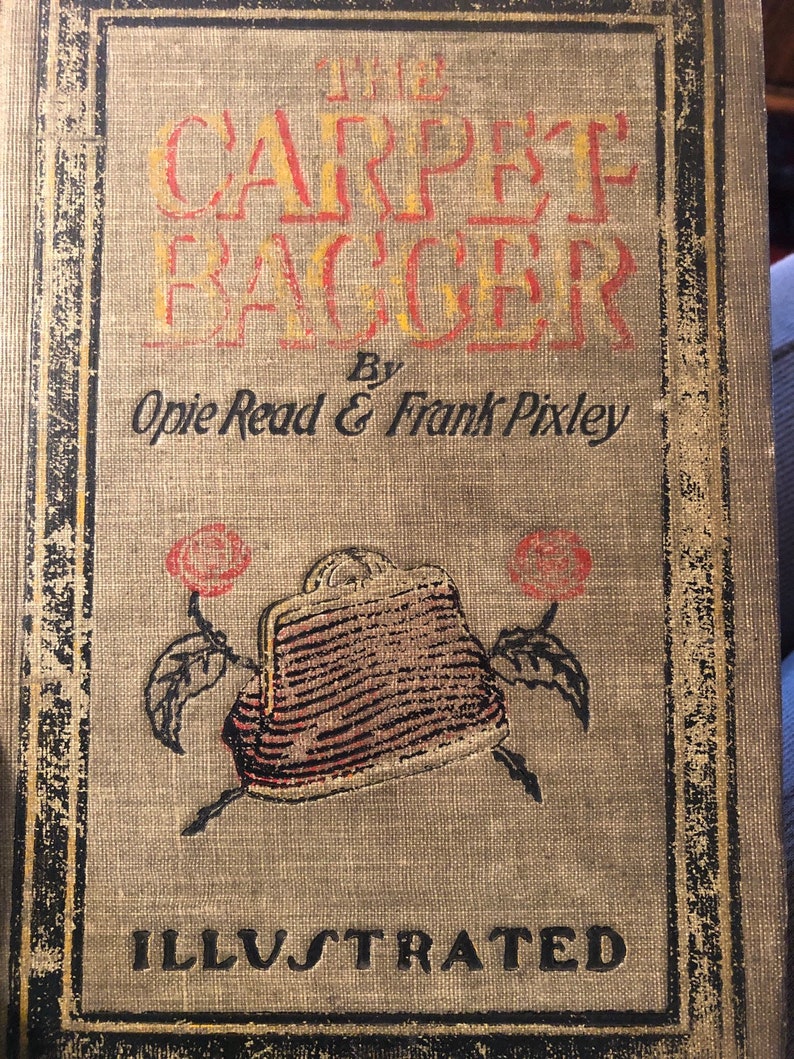 THE
CARPET-
BAGGER
By
Opie Read & Frank Pixley
ILLUSTRATED